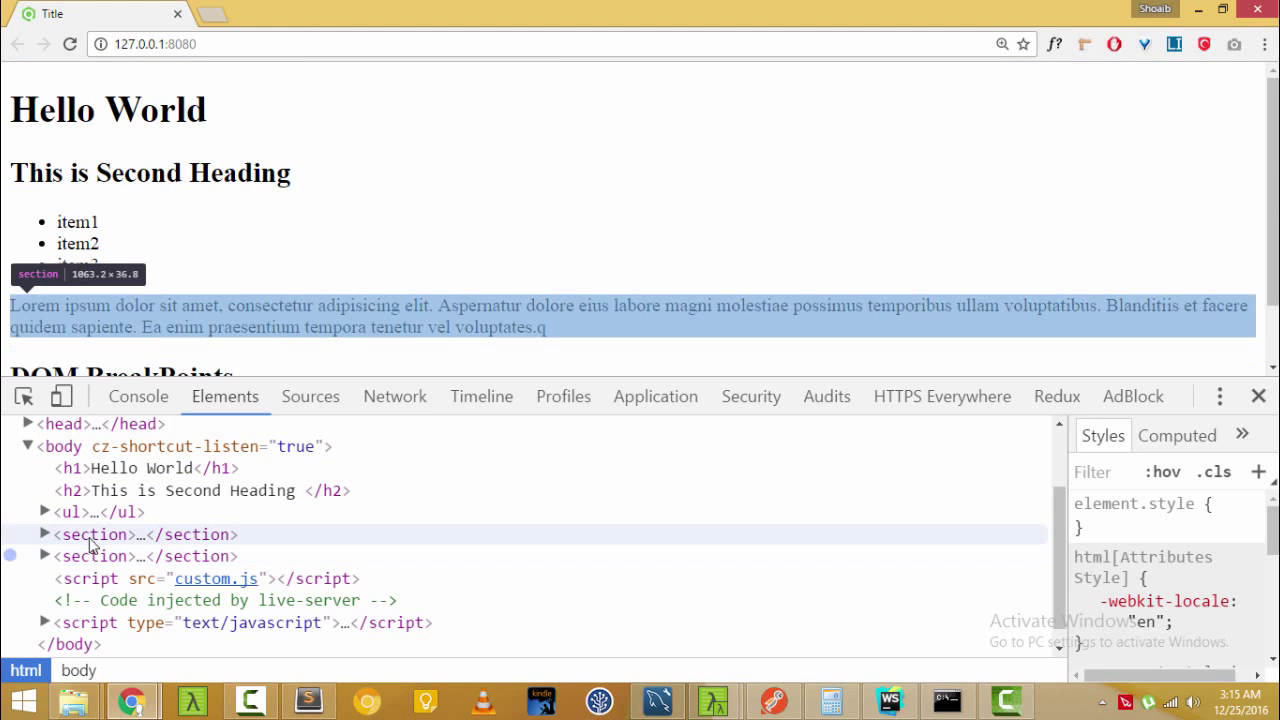 Title
Shoaib
127.0.0.1:8080
f?
Hello World
This is Second Heading
item1
item2
section 1063.2 × 36.8
Lorem ipsum dolor sit amet, consectetur adipisicing elit. Aspernatur dolore eius labore magni molestiae possimus temporibus ullam voluptatibus. Blanditiis et facere
quidem sapiente. Ea enim praesentium tempora tenetur vel voluptates.q
DOM BreakPoints
Console Elements Sources Network Timeline Profiles Application Security Audits HTTPS Everywhere Redux AdBlock
<head>…</head>
<body cz-shortcut-listen="true">
<h1>Hello World</h1>
<h2>This is Second Heading </h2>
<ul>…</ul>
<section>…</section>
<section>…</section>
<script src="custom.js"></script>
<!-- Code injected by live-server -->
<script type="text/javascript">…</script>
</body>
html body
Styles Computed »
Filter :hov .cls +
element.style {
}
html[Attributes
Style] {
-webkit-locale:
"en";
}
Activate Windows
Go to PC settings to activate Windows.
kindle
WS
3:15 AM
12/25/2016